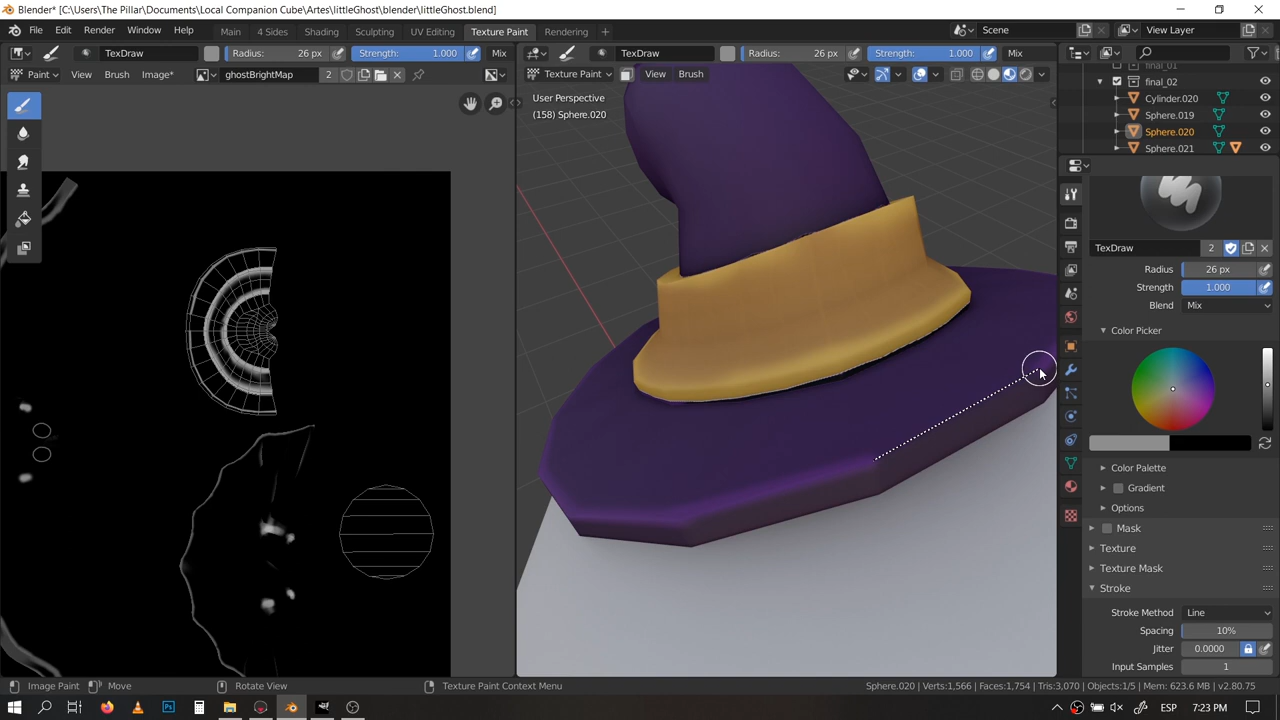 Blender* [C:\Users\The Pillar\Documents\Local Companion Cube\Artes\littleGhost\blender\littleGhost.blend]
File Edit Render Window Help Main 4 Sides Shading Sculpting UV Editing Texture Paint Rendering + Scene View Layer
TexDraw Radius: 26 px Strength: 1.000 Mix
TexDraw Radius: 26 px Strength: 1.000 Mix
Paint View Brush Image* ghostBrightMap 2
Texture Paint View Brush
User Perspective
(158) Sphere.020
final_01
final_02
Cylinder.020
Sphere.019
Sphere.020
Sphere.021
TexDraw 2
Radius 26 px
Strength 1.000
Blend Mix
Color Picker
Color Palette
Gradient
Options
Mask
Texture
Texture Mask
Stroke
Stroke Method Line
Spacing 10%
Jitter 0.0000
Input Samples 1
Image Paint Move Rotate View Texture Paint Context Menu Sphere.020 | Verts:1,566 | Faces:1,754 | Tris:3,070 | Objects:1/5 | Mem: 623.6 MB | v2.80.75
ESP 7:23 PM